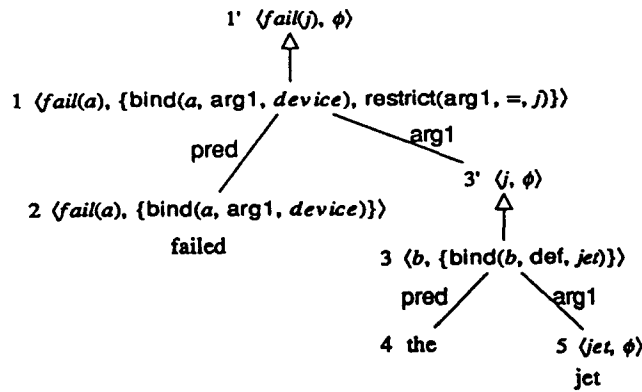 1' ⟨fail(j), ϕ⟩
1 ⟨fail(a), {bind(a, arg1, device), restrict(arg1, =, j)}⟩
pred
arg1
3' ⟨j, ϕ⟩
2 ⟨fail(a), {bind(a, arg1, device)}⟩
failed
3 ⟨b, {bind(b, def, jet)}⟩
pred
arg1
4 the
5 ⟨jet, ϕ⟩
jet